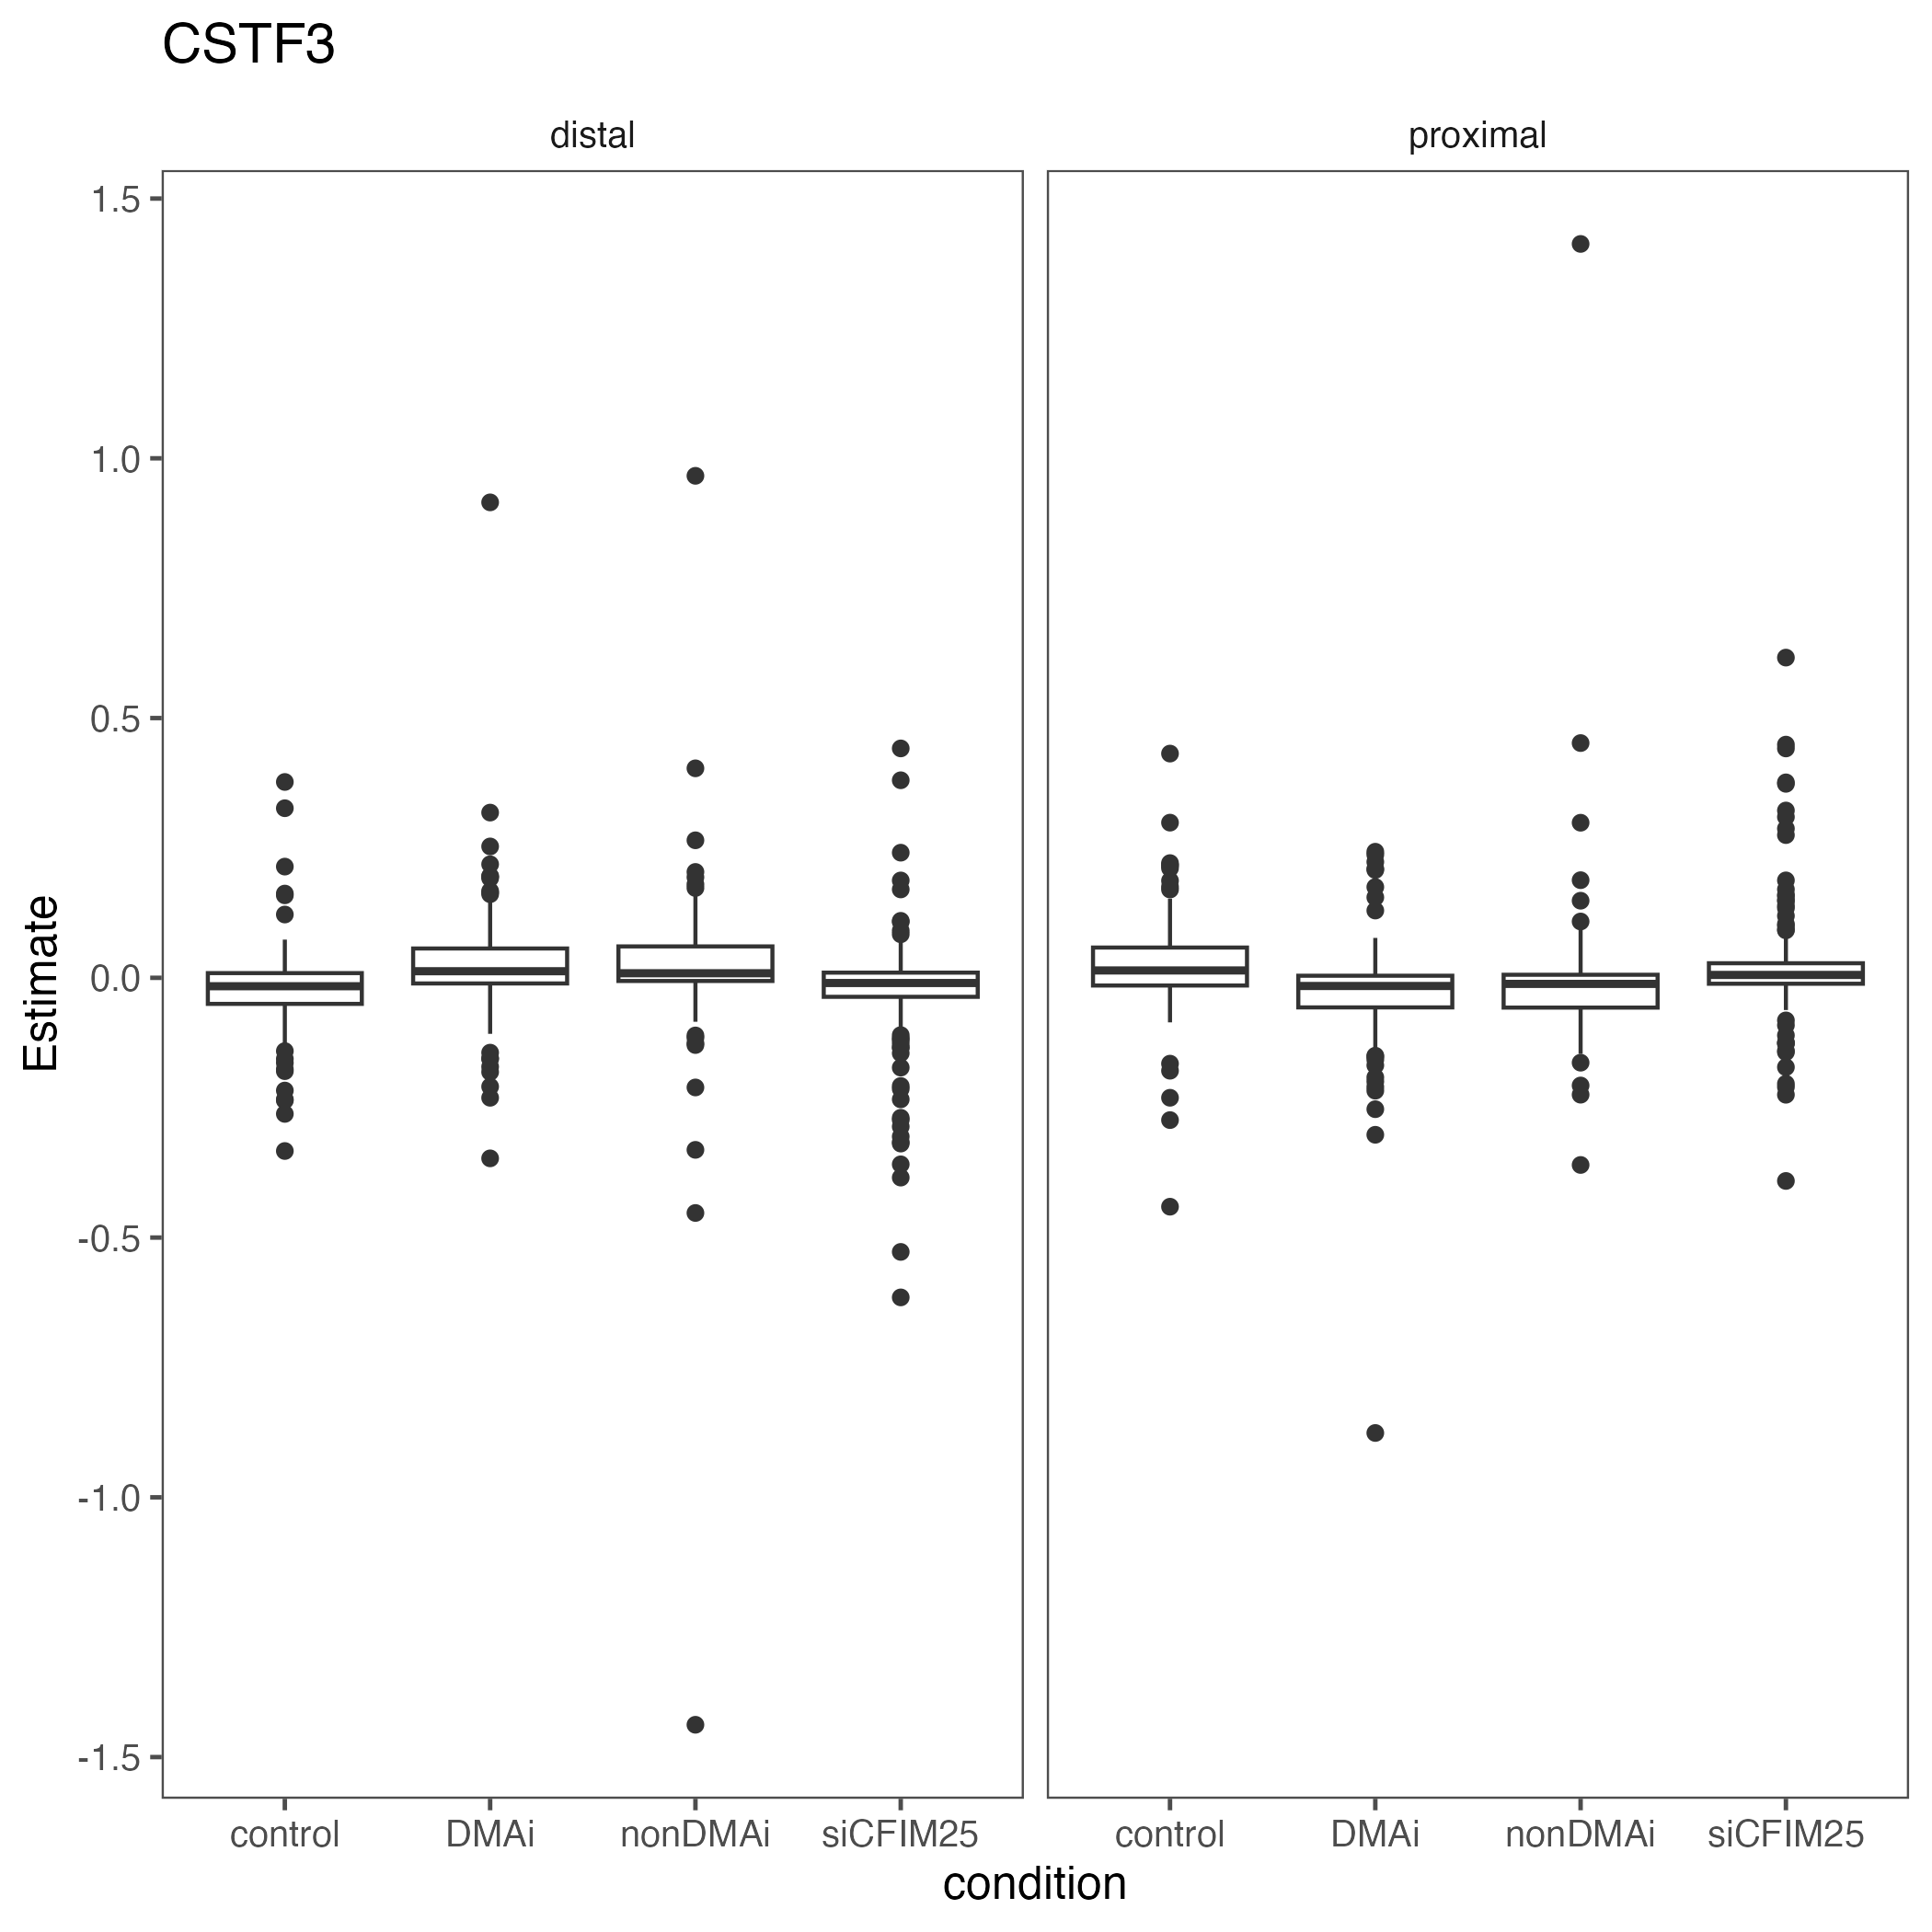 CSTF3
distal
proximal
1.5
1.0
0.5
0.0
-0.5
-1.0
-1.5
Estimate
control DMAi nonDMAi siCFIM25
control DMAi nonDMAi siCFIM25
condition